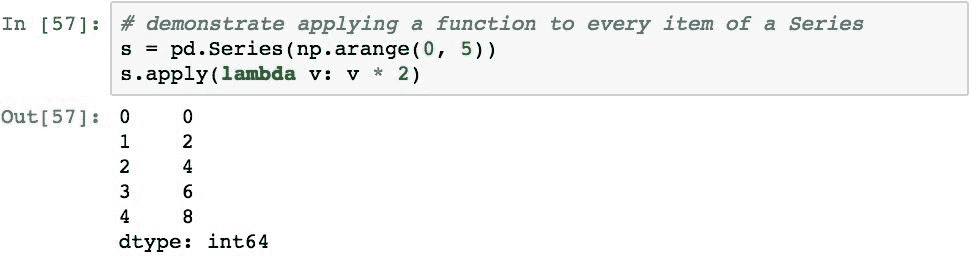 In [57]: # demonstrate applying a function to every item of a Series
s = pd.Series(np.arange(0, 5))
s.apply(lambda v: v * 2)
Out[57]: 0 0
1 2
2 4
3 6
4 8
dtype: int64